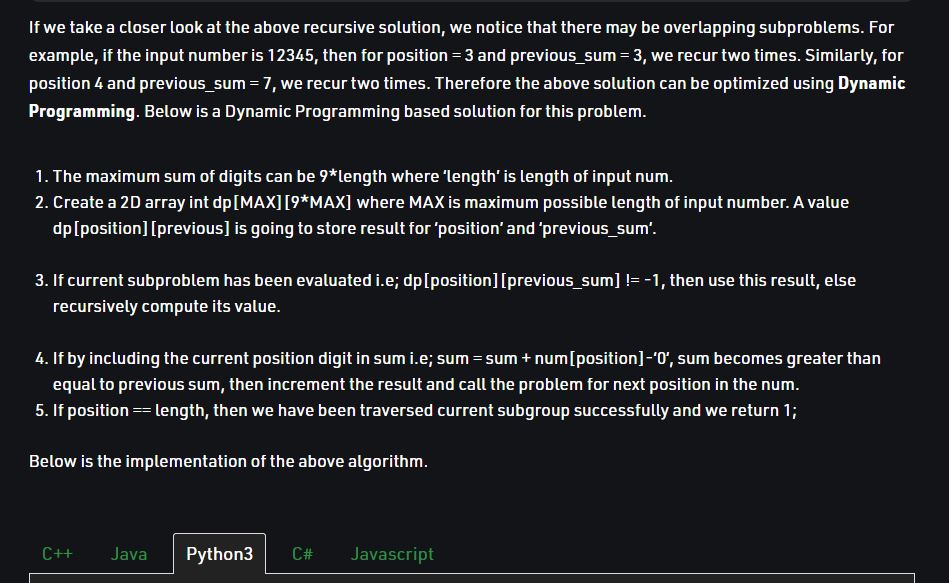 If we take a closer look at the above recursive solution, we notice that there may be overlapping subproblems. For
example, if the input number is 12345, then for position = 3 and previous_sum = 3, we recur two times. Similarly, for
position 4 and previous_sum = 7, we recur two times. Therefore the above solution can be optimized using Dynamic
Programming. Below is a Dynamic Programming based solution for this problem.
1. The maximum sum of digits can be 9*length where ‘length’ is length of input num.
2. Create a 2D array int dp[MAX][9*MAX] where MAX is maximum possible length of input number. A value
dp[position][previous] is going to store result for ‘position’ and ‘previous_sum‘.
3. If current subproblem has been evaluated i.e; dp[position][previous_sum] != -1, then use this result, else
recursively compute its value.
4. If by including the current position digit in sum i.e; sum = sum + num[position]-‘0’, sum becomes greater than
equal to previous sum, then increment the result and call the problem for next position in the num.
5. If position == length, then we have been traversed current subgroup successfully and we return 1;
Below is the implementation of the above algorithm.
C++ Java Python3 C# Javascript